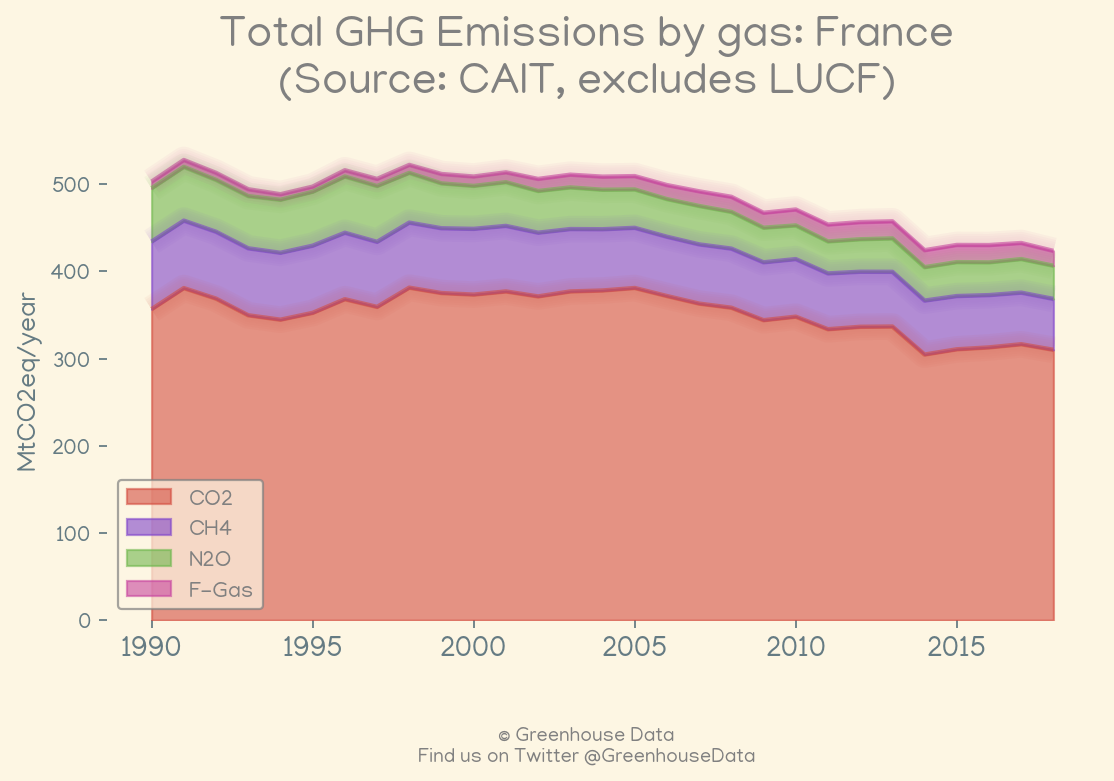 Total GHG Emissions by gas: France
(Source: CAIT, excludes LUCF)
MtCO2eq/year
500
400
300
200
100
0
CO2
CH4
N2O
F-Gas
1990 1995 2000 2005 2010 2015
© Greenhouse Data
Find us on Twitter @GreenhouseData